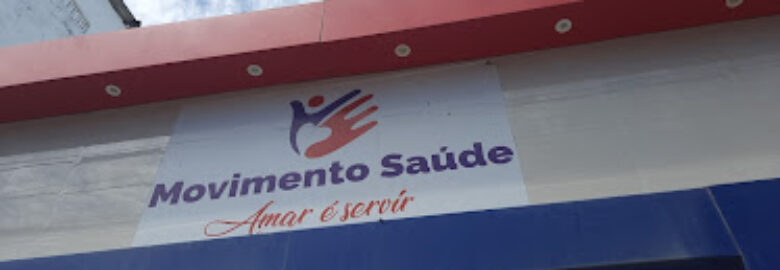 Movimento Saúde
Amar é servir